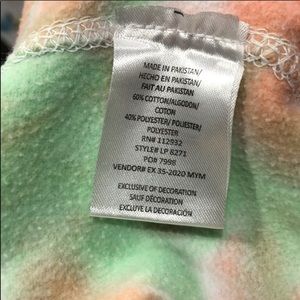 MADE IN PAKISTAN/
HECHO EN PAKISTAN/
FAIT AU PAKISTAN
60% COTTON/ALGODON/
COTON
40% POLYESTER/ POLIESTER/
POLYESTER
RN# 112932
STYLE# LP 8271
PO# 7998
VENDOR# EX 35-2020 MYM
EXCLUSIVE OF DECORATION
SAUF DÉCORATION
EXCLUYE LA DECORACIÓN